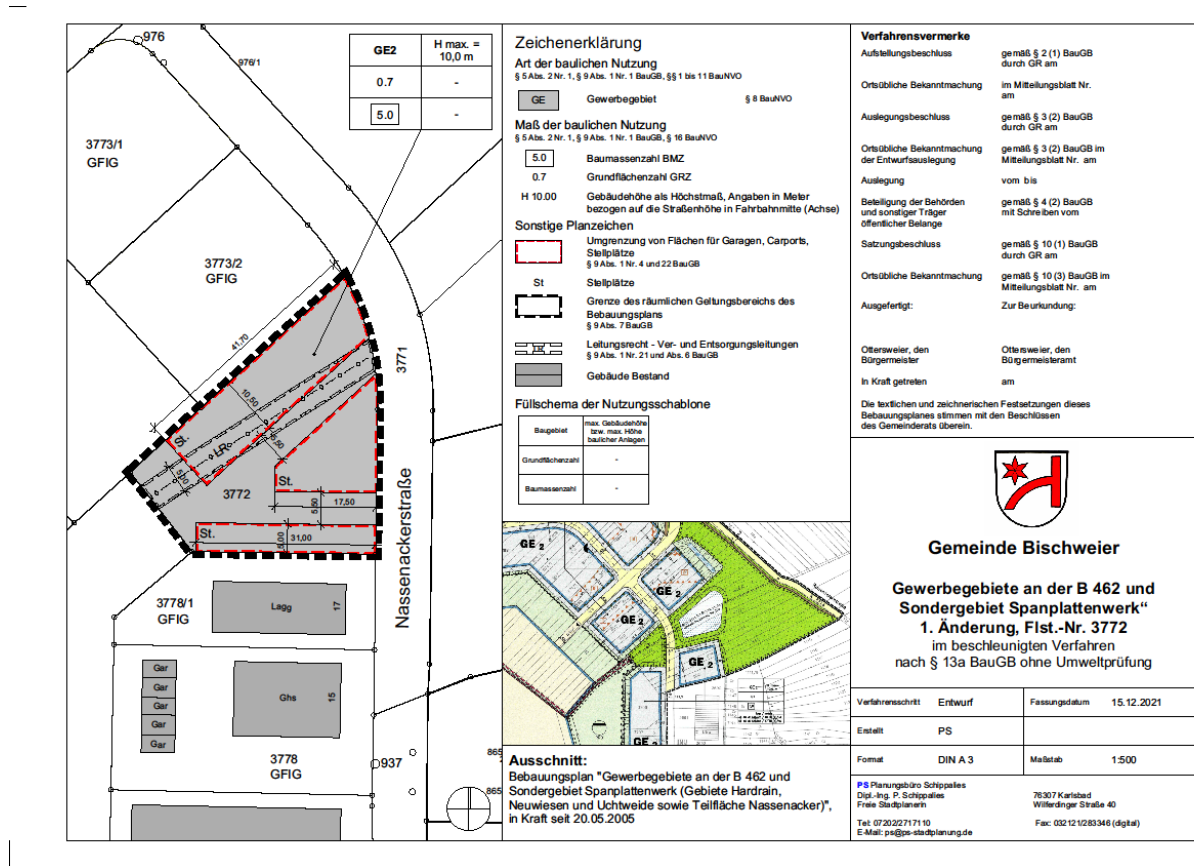 976
976/1
GE2
H max. =
10,0 m
0.7
-
5.0
-
3773/1
GFIG
3773/2
GFIG
3771
41,70
10,50
5,50
5,00
St.
LR
St.
3772
17,50
5,50
St.
5,00
31,00
Nassenackerstraße
3778/1
GFIG
Lagg
17
Gar
Gar
Gar
Gar
Gar
Ghs
15
3778
GFIG
937
865
865
Zeichenerklärung
Art der baulichen Nutzung
§ 5 Abs. 2 Nr. 1, § 9 Abs. 1 Nr. 1 BauGB, §§ 1 bis 11 BauNVO
GE
Gewerbegebiet
§ 8 BauNVO
Maß der baulichen Nutzung
§ 5 Abs. 2 Nr. 1, § 9 Abs. 1 Nr. 1 BauGB, § 16 BauNVO
5.0
Baumassenzahl BMZ
0.7
Grundflächenzahl GRZ
H 10.00
Gebäudehöhe als Höchstmaß, Angaben in Meter
bezogen auf die Straßenhöhe in Fahrbahnmitte (Achse)
Sonstige Planzeichen
Umgrenzung von Flächen für Garagen, Carports,
Stellplätze
§ 9 Abs. 1 Nr. 4 und 22 BauGB
St
Stellplätze
Grenze des räumlichen Geltungsbereichs des
Bebauungsplans
§ 9 Abs. 7 BauGB
Leitungsrecht - Ver- und Entsorgungsleitungen
§ 9 Abs. 1 Nr. 21 und Abs. 6 BauGB
Gebäude Bestand
Füllschema der Nutzungsschablone
Baugebiet
max. Gebäudehöhe
bzw. max. Höhe
baulicher Anlagen
Grundflächenzahl
-
Baumassenzahl
-
GE 2
GE 2
GE 2
GE 2
GE
Ausschnitt:
Bebauungsplan "Gewerbegebiete an der B 462 und
Sondergebiet Spanplattenwerk (Gebiete Hardrain,
Neuwiesen und Uchtweide sowie Teilfläche Nassenacker)",
in Kraft seit 20.05.2005
Verfahrensvermerke
Aufstellungsbeschluss
gemäß § 2 (1) BauGB
durch GR am
Ortsübliche Bekanntmachung
im Mitteilungsblatt Nr.
am
Auslegungsbeschluss
gemäß § 3 (2) BauGB
durch GR am
Ortsübliche Bekanntmachung
der Entwurfsauslegung
gemäß § 3 (2) BauGB im
Mitteilungsblatt Nr. am
Auslegung
vom bis
Beteiligung der Behörden
und sonstiger Träger
öffentlicher Belange
gemäß § 4 (2) BauGB
mit Schreiben vom
Satzungsbeschluss
gemäß § 10 (1) BauGB
durch GR am
Ortsübliche Bekanntmachung
gemäß § 10 (3) BauGB im
Mitteilungsblatt Nr. am
Ausgefertigt:
Zur Beurkundung:
Ottersweier, den
Bürgermeister
Ottersweier, den
Bürgermeisteramt
In Kraft getreten
am
Die textlichen und zeichnerischen Festsetzungen dieses
Bebauungsplanes stimmen mit den Beschlüssen
des Gemeinderats überein.
Gemeinde Bischweier
Gewerbegebiete an der B 462 und
Sondergebiet Spanplattenwerk“
1. Änderung, Flst.-Nr. 3772
im beschleunigten Verfahren
nach § 13a BauGB ohne Umweltprüfung
Verfahrensschritt
Entwurf
Fassungsdatum
15.12.2021
Erstellt
PS
Format
DIN A 3
Maßstab
1:500
PS Planungsbüro Schippalies
Dipl.-Ing. P. Schippalies
Freie Stadtplanerin
76307 Karlsbad
Wilferdinger Straße 40
Tel: 07202/2717110
Fax: 032121/283346 (digital)
E-Mail: ps@ps-stadtplanung.de